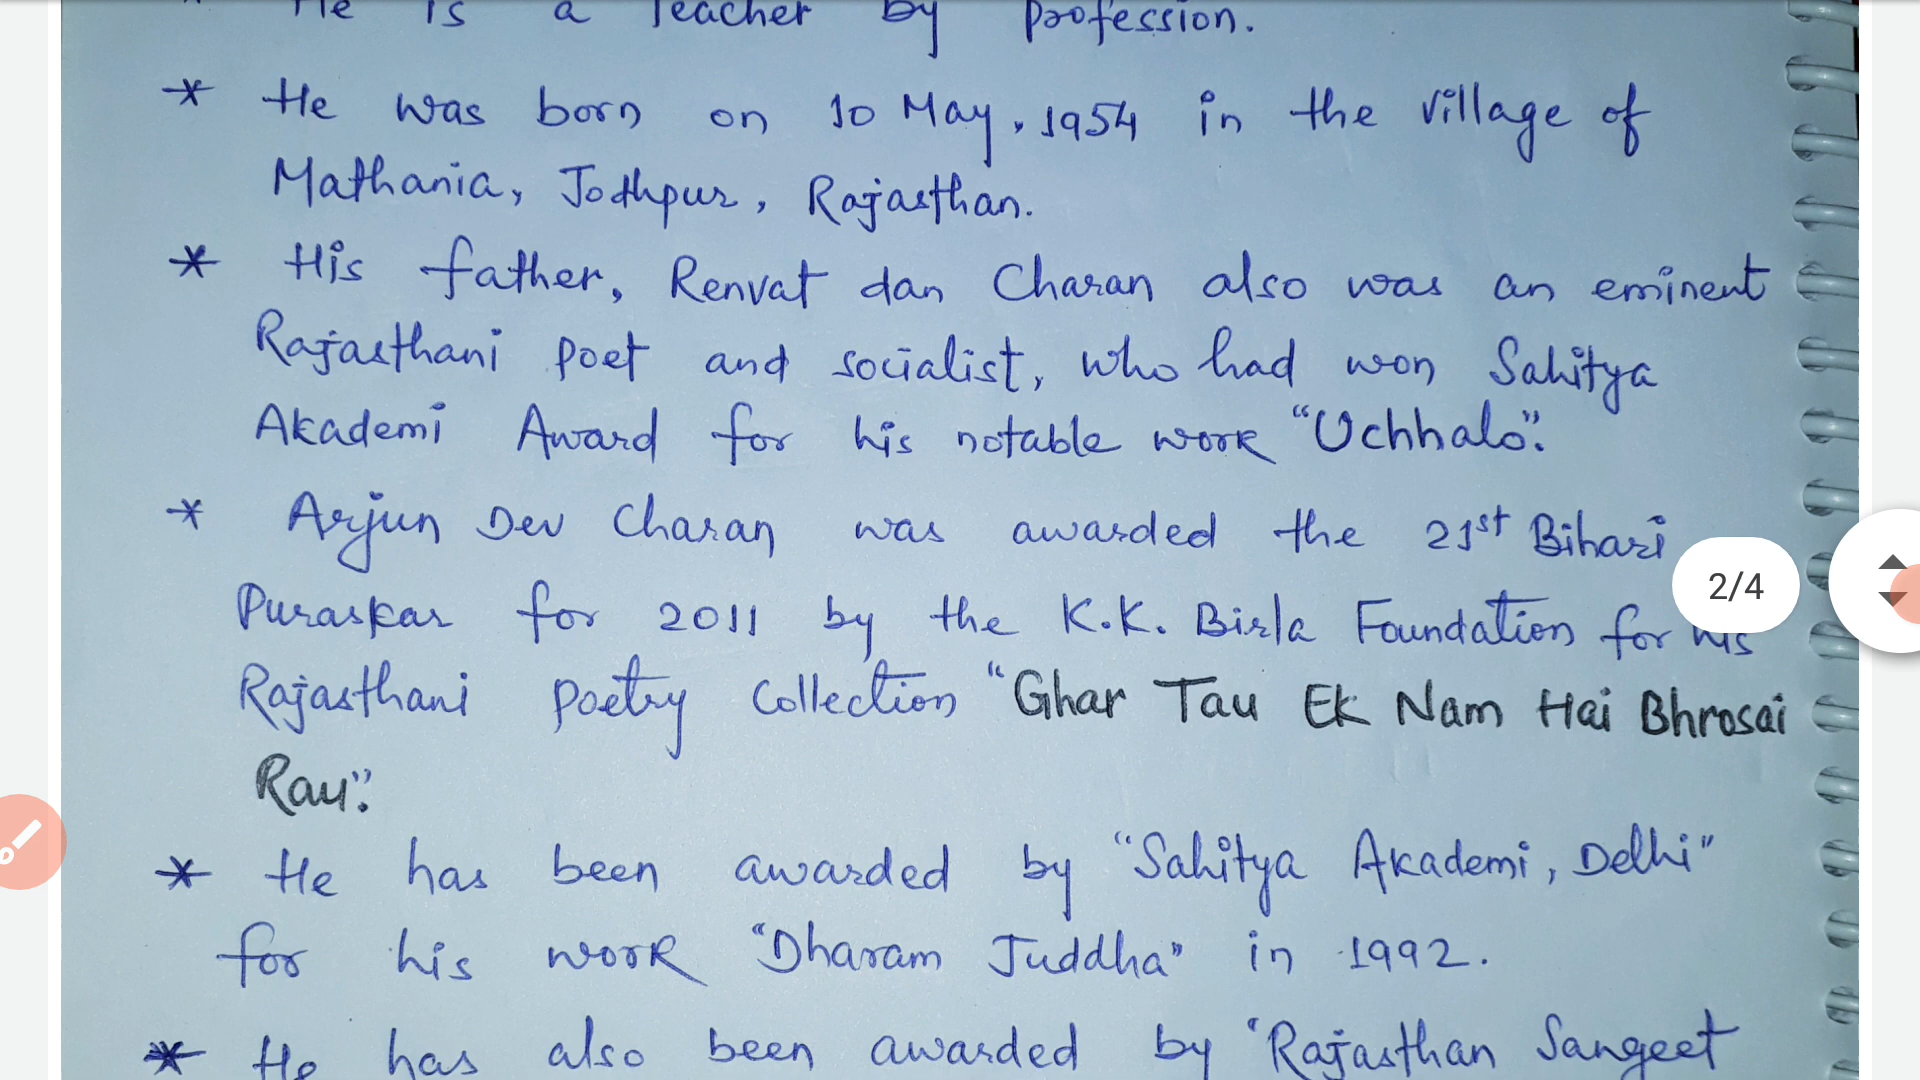 * He is a Teacher by Profession.
* He was born on 10 May, 1954 in the village of
Mathania, Jodhpur, Rajasthan.
* His father, Renvat dan Charan also was an eminent
Rajasthani Poet and socialist, who had won Sahitya
Akademi Award for his notable work “Uchhalo”.
* Arjun Dev Charan was awarded the 21st Bihari
Puraskar for 2011 by the K.K. Birla Foundation for his
2/4
Rajasthani Poetry Collection “Ghar Tau Ek Nam Hai Bhrosai
Rau”.
* He has been awarded by “Sahitya Akademi, Delhi”
for his work “Dharam Juddha” in 1992.
* He has also been awarded by “Rajasthan Sangeet